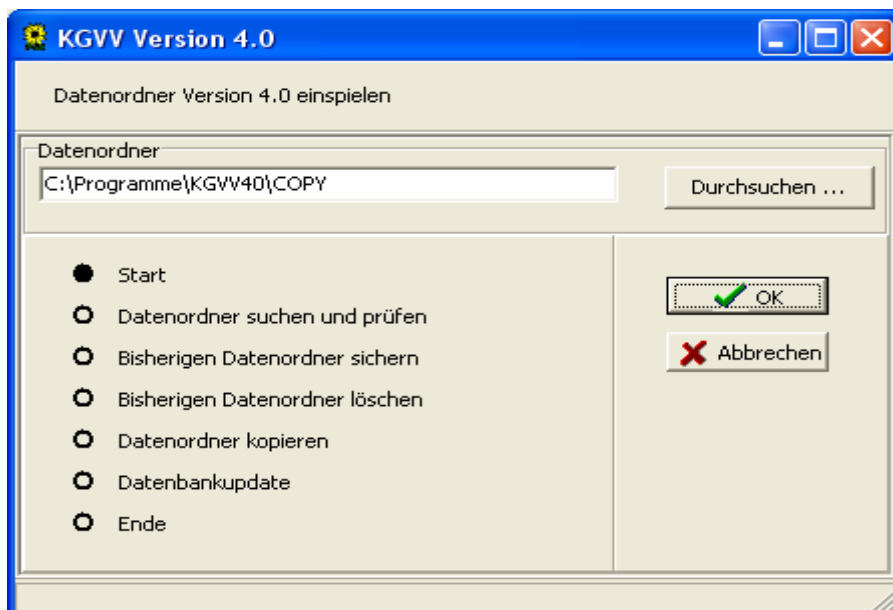 KGVV Version 4.0
Datenordner Version 4.0 einspielen
Datenordner
C:\Programme\KGVV40\COPY
Durchsuchen ...
Start
Datenordner suchen und prüfen
Bisherigen Datenordner sichern
Bisherigen Datenordner löschen
Datenordner kopieren
Datenbankupdate
Ende
OK
Abbrechen